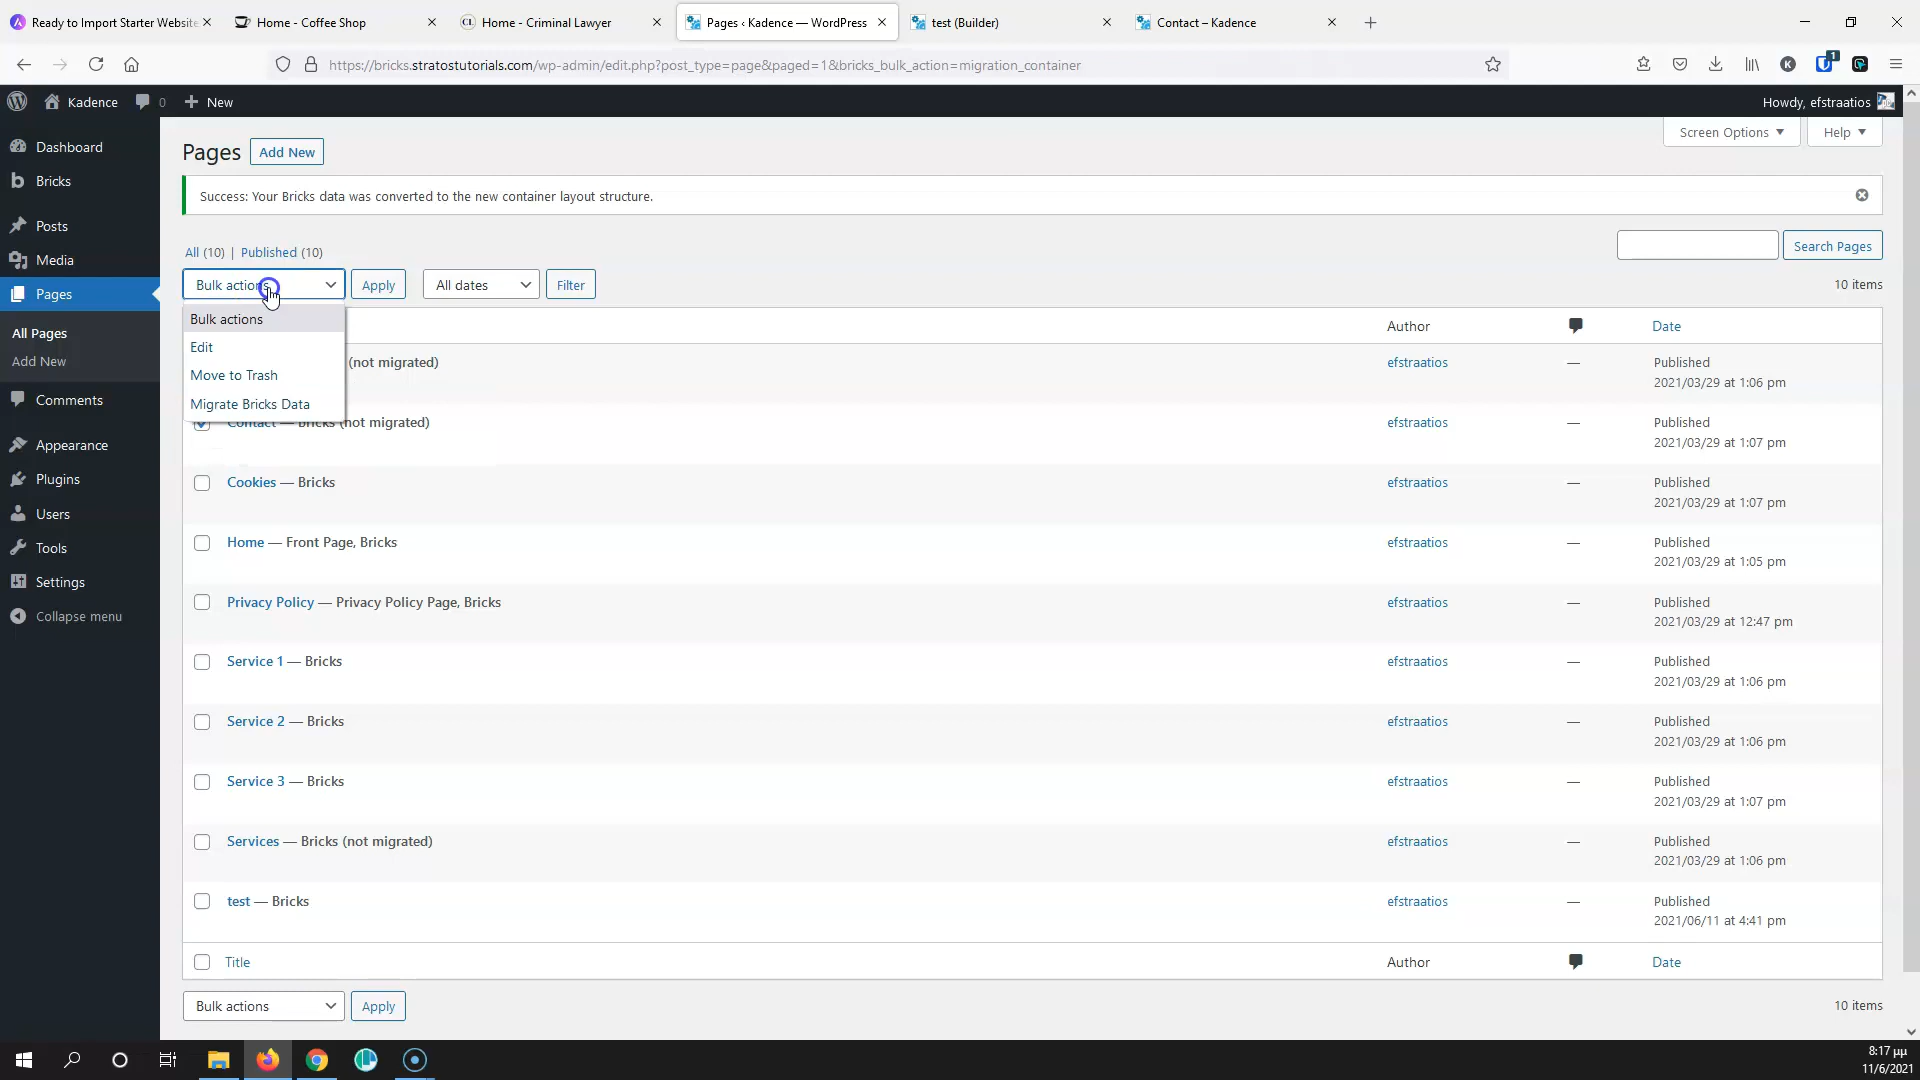 Ready to Import Starter Website
Home - Coffee Shop
Home - Criminal Lawyer
Pages ‹ Kadence — WordPress
test (Builder)
Contact – Kadence
https://bricks.stratostutorials.com/wp-admin/edit.php?post_type=page&paged=1&bricks_bulk_action=migration_container
Kadence
0
New
Howdy, efstraatios
Screen Options
Help
Dashboard
Bricks
Posts
Media
Pages
All Pages
Add New
Comments
Appearance
Plugins
Users
Tools
Settings
Collapse menu
Pages
Add New
Success: Your Bricks data was converted to the new container layout structure.
All (10) | Published (10)
Search Pages
Bulk actions
Apply
All dates
Filter
10 items
Bulk actions
Edit
Move to Trash
Migrate Bricks Data
Author
Date
(not migrated)
efstraatios
—
Published
2021/03/29 at 1:06 pm
Contact — Bricks (not migrated)
efstraatios
—
Published
2021/03/29 at 1:07 pm
Cookies — Bricks
efstraatios
—
Published
2021/03/29 at 1:07 pm
Home — Front Page, Bricks
efstraatios
—
Published
2021/03/29 at 1:05 pm
Privacy Policy — Privacy Policy Page, Bricks
efstraatios
—
Published
2021/03/29 at 12:47 pm
Service 1 — Bricks
efstraatios
—
Published
2021/03/29 at 1:06 pm
Service 2 — Bricks
efstraatios
—
Published
2021/03/29 at 1:06 pm
Service 3 — Bricks
efstraatios
—
Published
2021/03/29 at 1:07 pm
Services — Bricks (not migrated)
efstraatios
—
Published
2021/03/29 at 1:06 pm
test — Bricks
efstraatios
—
Published
2021/06/11 at 4:41 pm
Title
Author
Date
Bulk actions
Apply
10 items
8:17 μμ
11/6/2021